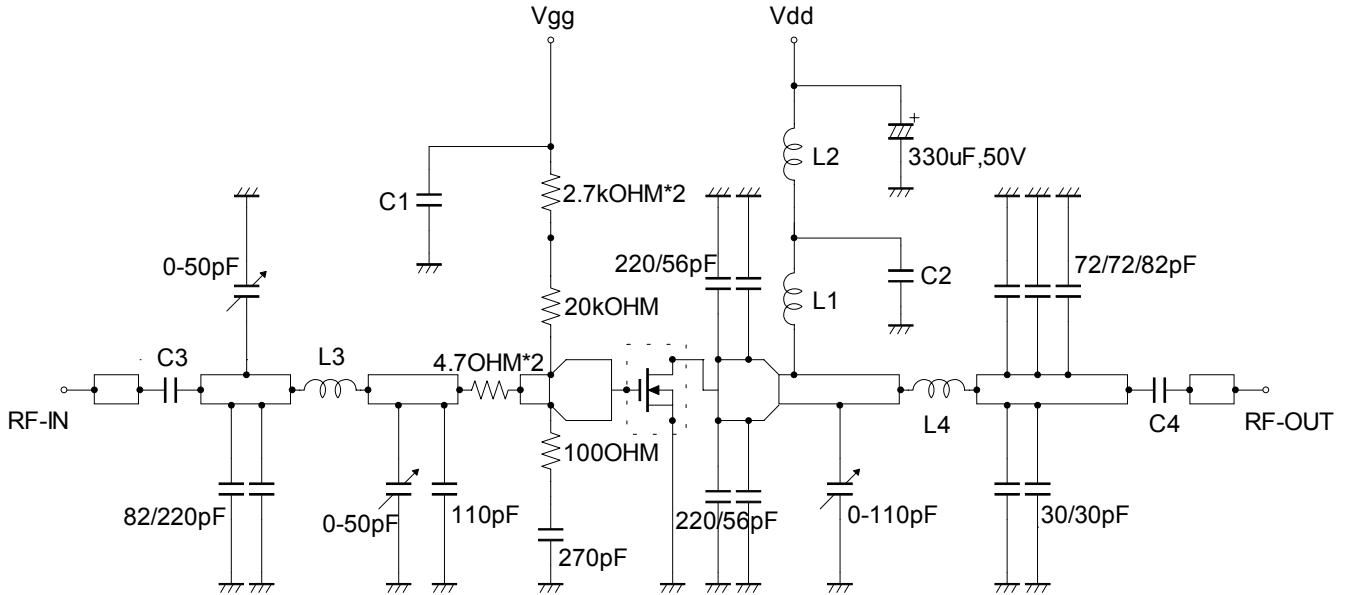 Vgg
Vdd
L2
+
330uF,50V
C1
2.7kOHM*2
0-50pF
220/56pF
C2
72/72/82pF
L1
20kOHM
C3
L3
4.7OHM*2
RF-IN
L4
C4
RF-OUT
100OHM
82/220pF
0-50pF
110pF
220/56pF
0-110pF
30/30pF
270pF